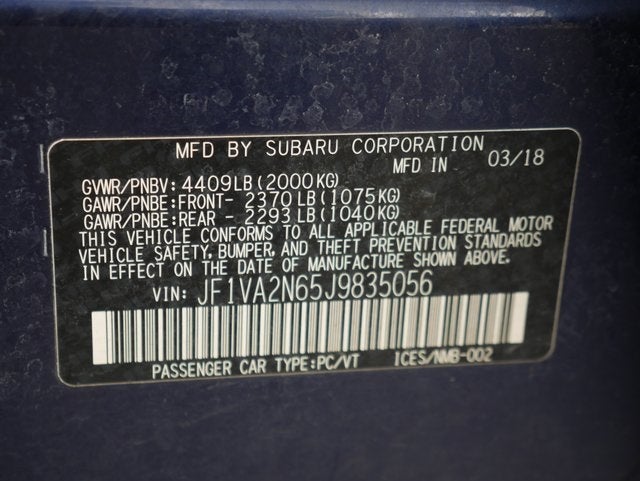 MFD BY SUBARU CORPORATION
MFD IN 03/18
GVWR/PNBV: 4409LB(2000KG)
GAWR/PNBE:FRONT- 2370LB(1075KG)
GAWR/PNBE:REAR - 2293LB(1040KG)
THIS VEHICLE CONFORMS TO ALL APPLICABLE FEDERAL MOTOR
VEHICLE SAFETY, BUMPER, AND THEFT PREVENTION STANDARDS
IN EFFECT ON THE DATE OF MANUFACTURE SHOWN ABOVE.
VIN: JF1VA2N65J9835056
PASSENGER CAR TYPE:PC/VT ICES/NMB-002